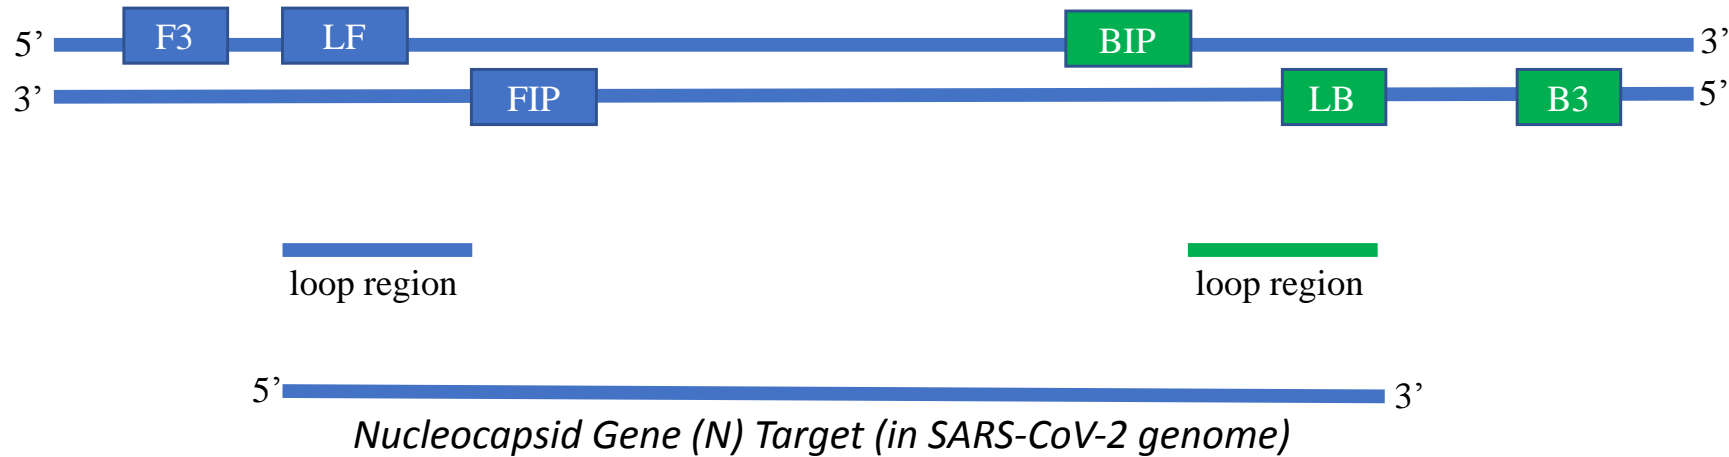 5’ F3 LF BIP 3’
3’ FIP LB B3 5’
loop region loop region
5’ 3’
Nucleocapsid Gene (N) Target (in SARS-CoV-2 genome)